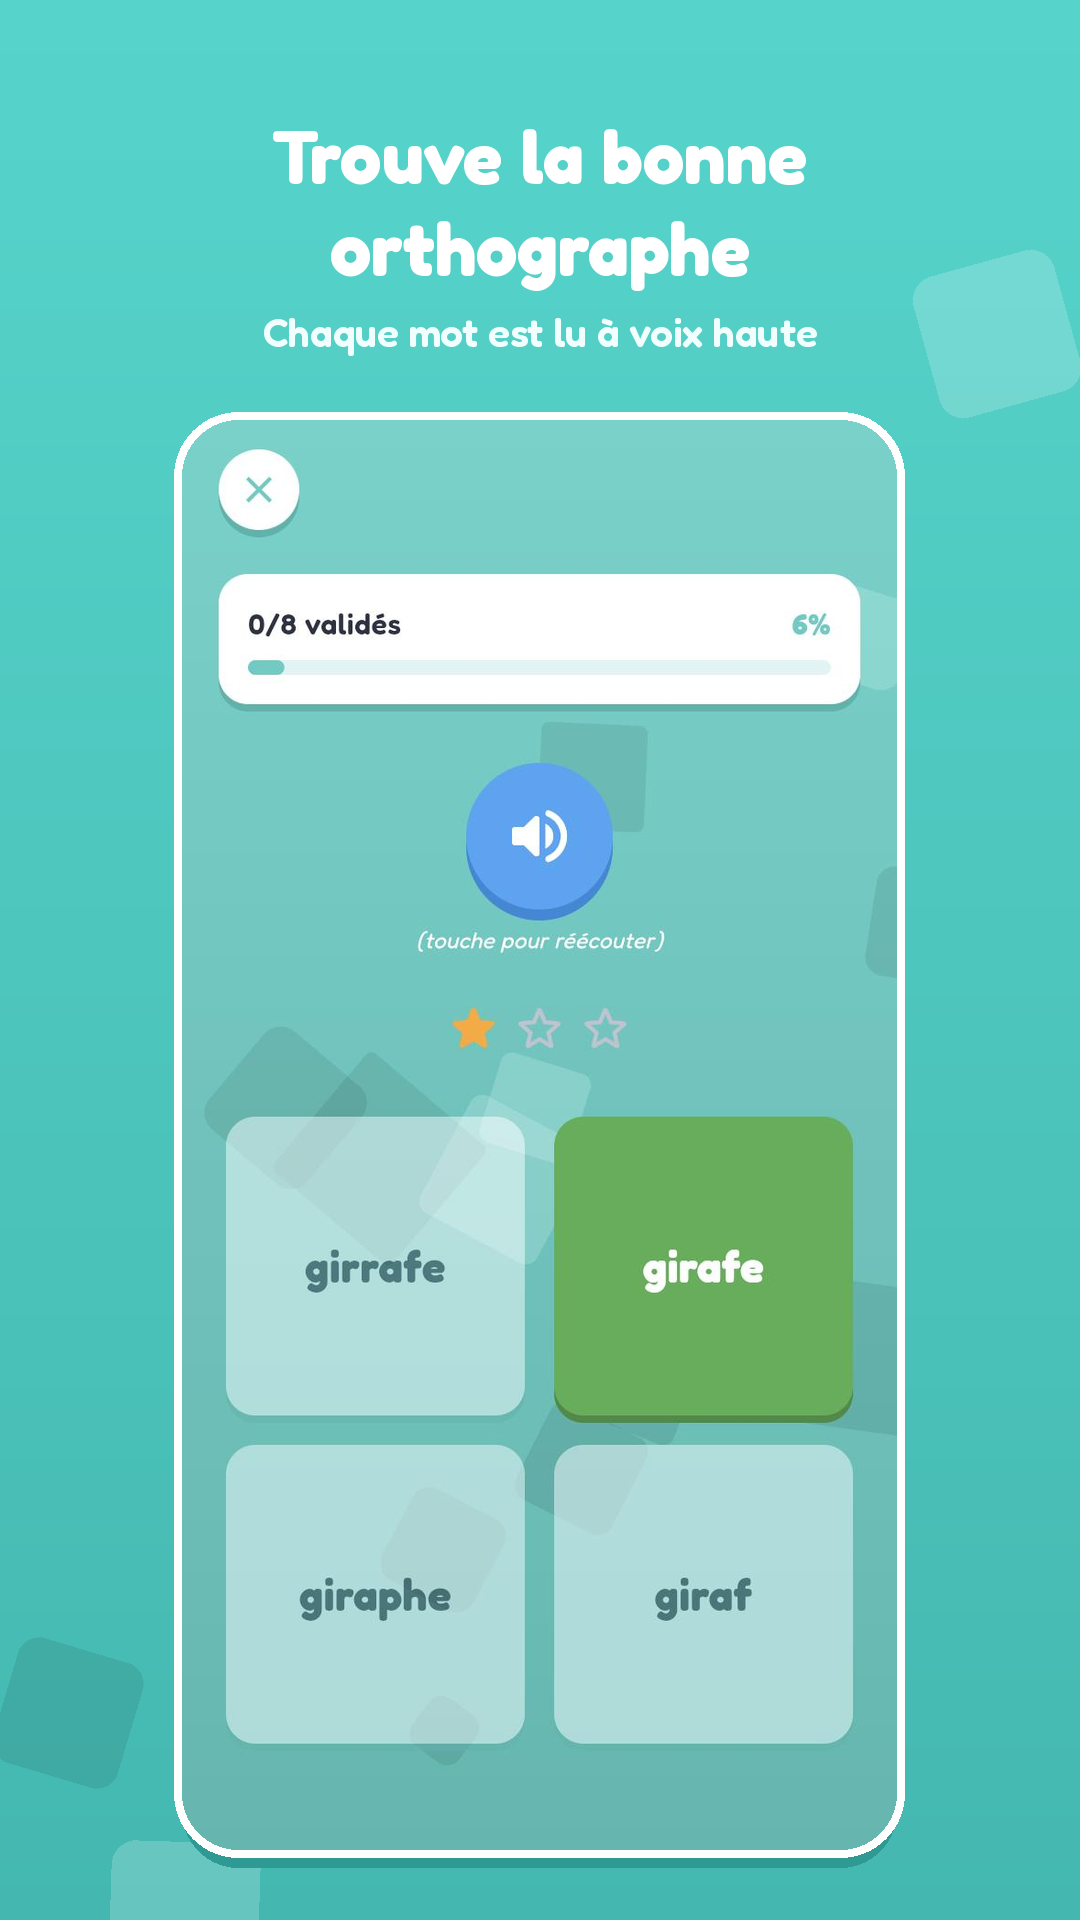 Trouve la bonne
orthographe
Chaque mot est lu à voix haute
0/8 validés
6%
(touche pour réécouter)
girrafe
girafe
giraphe
giraf